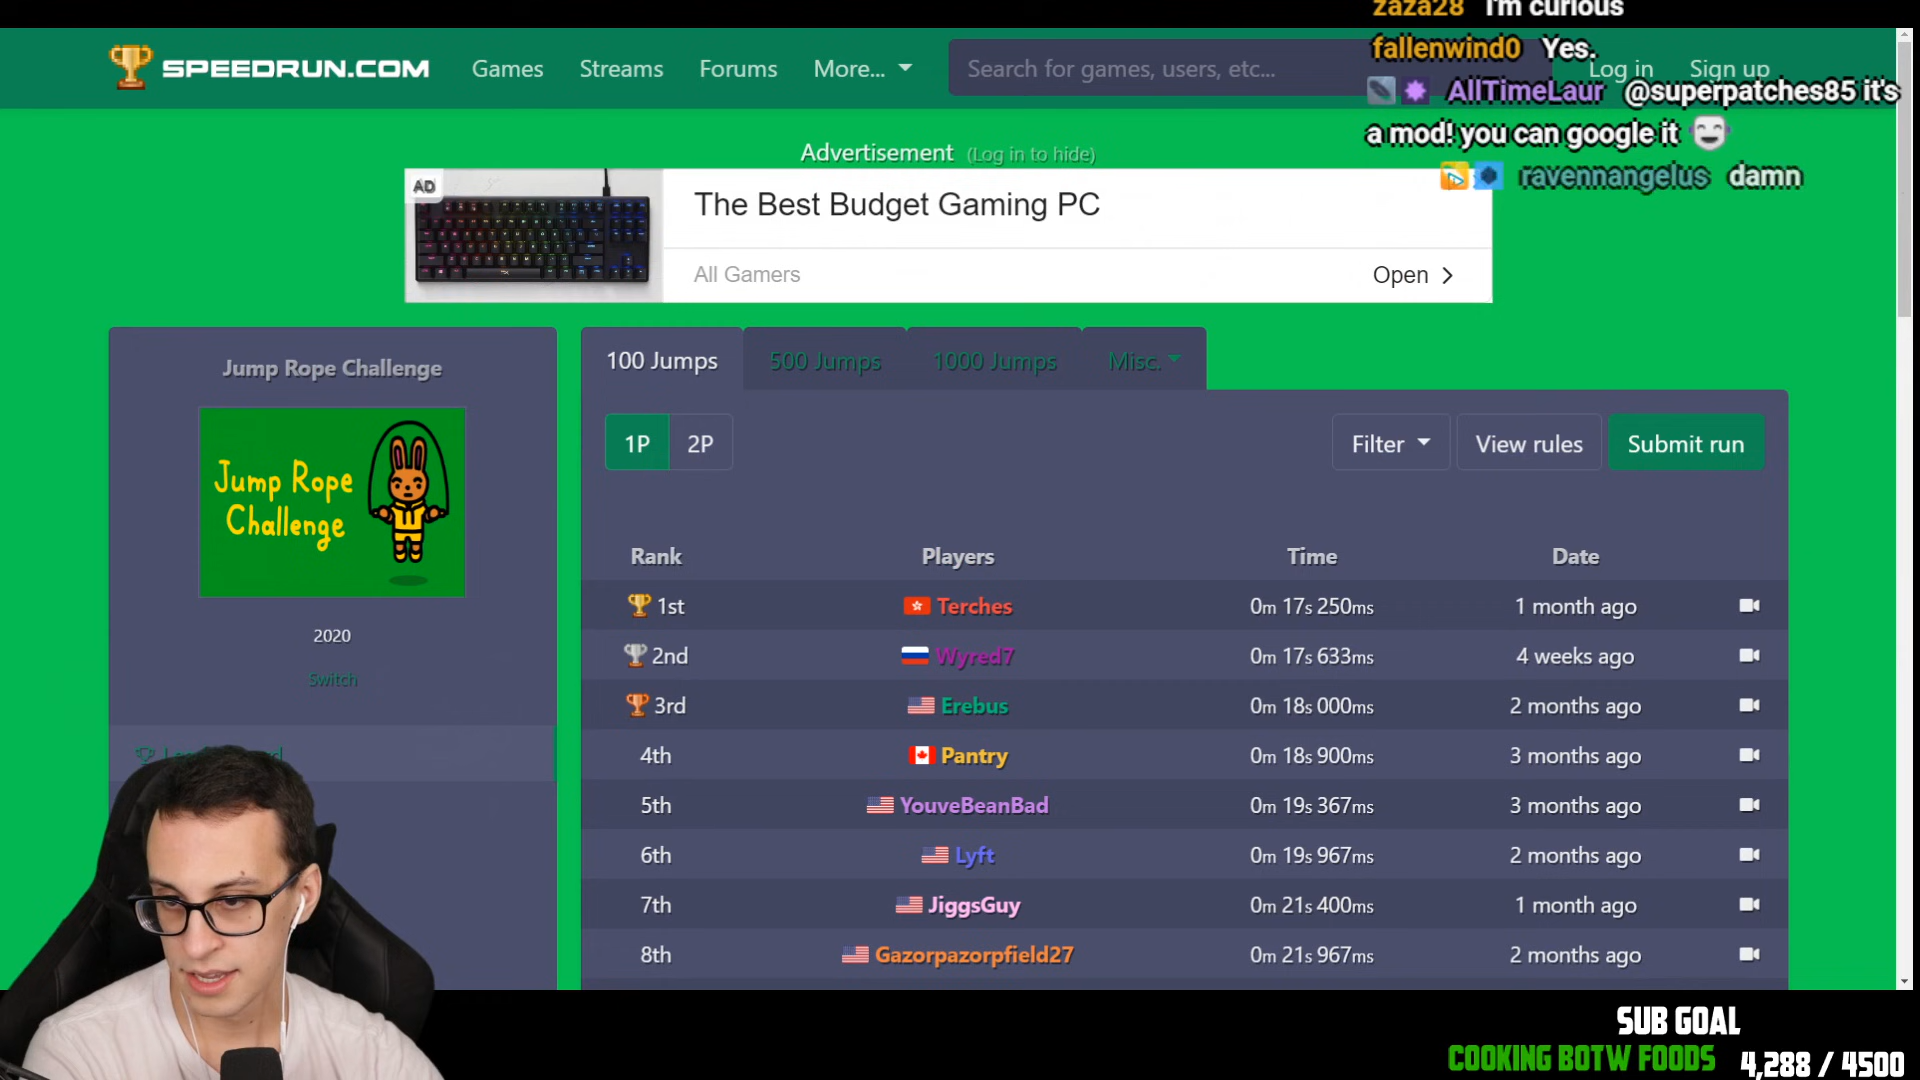 zaza28 I'm curious
fallenwind0 Yes.
AllTimeLaur @superpatches85 it's
a mod! you can google it
ravennangelus damn
SPEEDRUN.COM Games Streams Forums More... Search for games, users, etc... Log in Sign up
Advertisement (Log in to hide)
AD
The Best Budget Gaming PC
All Gamers Open
Jump Rope Challenge
Jump Rope
Challenge
2020
Switch
100 Jumps 500 Jumps 1000 Jumps Misc.
1P 2P Filter View rules Submit run
Rank Players Time Date
1st Terches 0m 17s 250ms 1 month ago
2nd Wyred7 0m 17s 633ms 4 weeks ago
3rd Erebus 0m 18s 000ms 2 months ago
4th Pantry 0m 18s 900ms 3 months ago
5th YouveBeanBad 0m 19s 367ms 3 months ago
6th Lyft 0m 19s 967ms 2 months ago
7th JiggsGuy 0m 21s 400ms 1 month ago
8th Gazorpazorpfield27 0m 21s 967ms 2 months ago
SUB GOAL
COOKING BOTW FOODS 4,288 / 4500